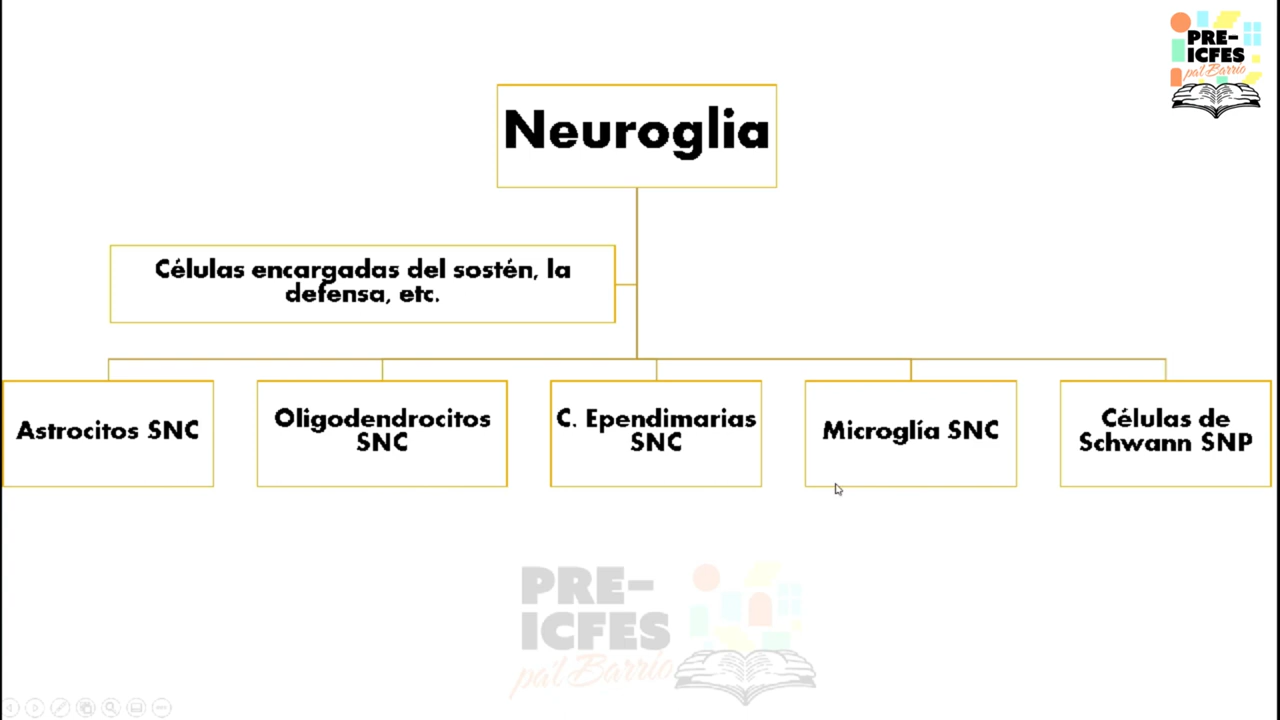 PRE-
ICFES
pa'l Barrio
Neuroglia
Células encargadas del sostén, la
defensa, etc.
Astrocitos SNC
Oligodendrocitos
SNC
C. Ependimarias
SNC
Microglía SNC
Células de
Schwann SNP
PRE-
ICFES
pa'l Barrio